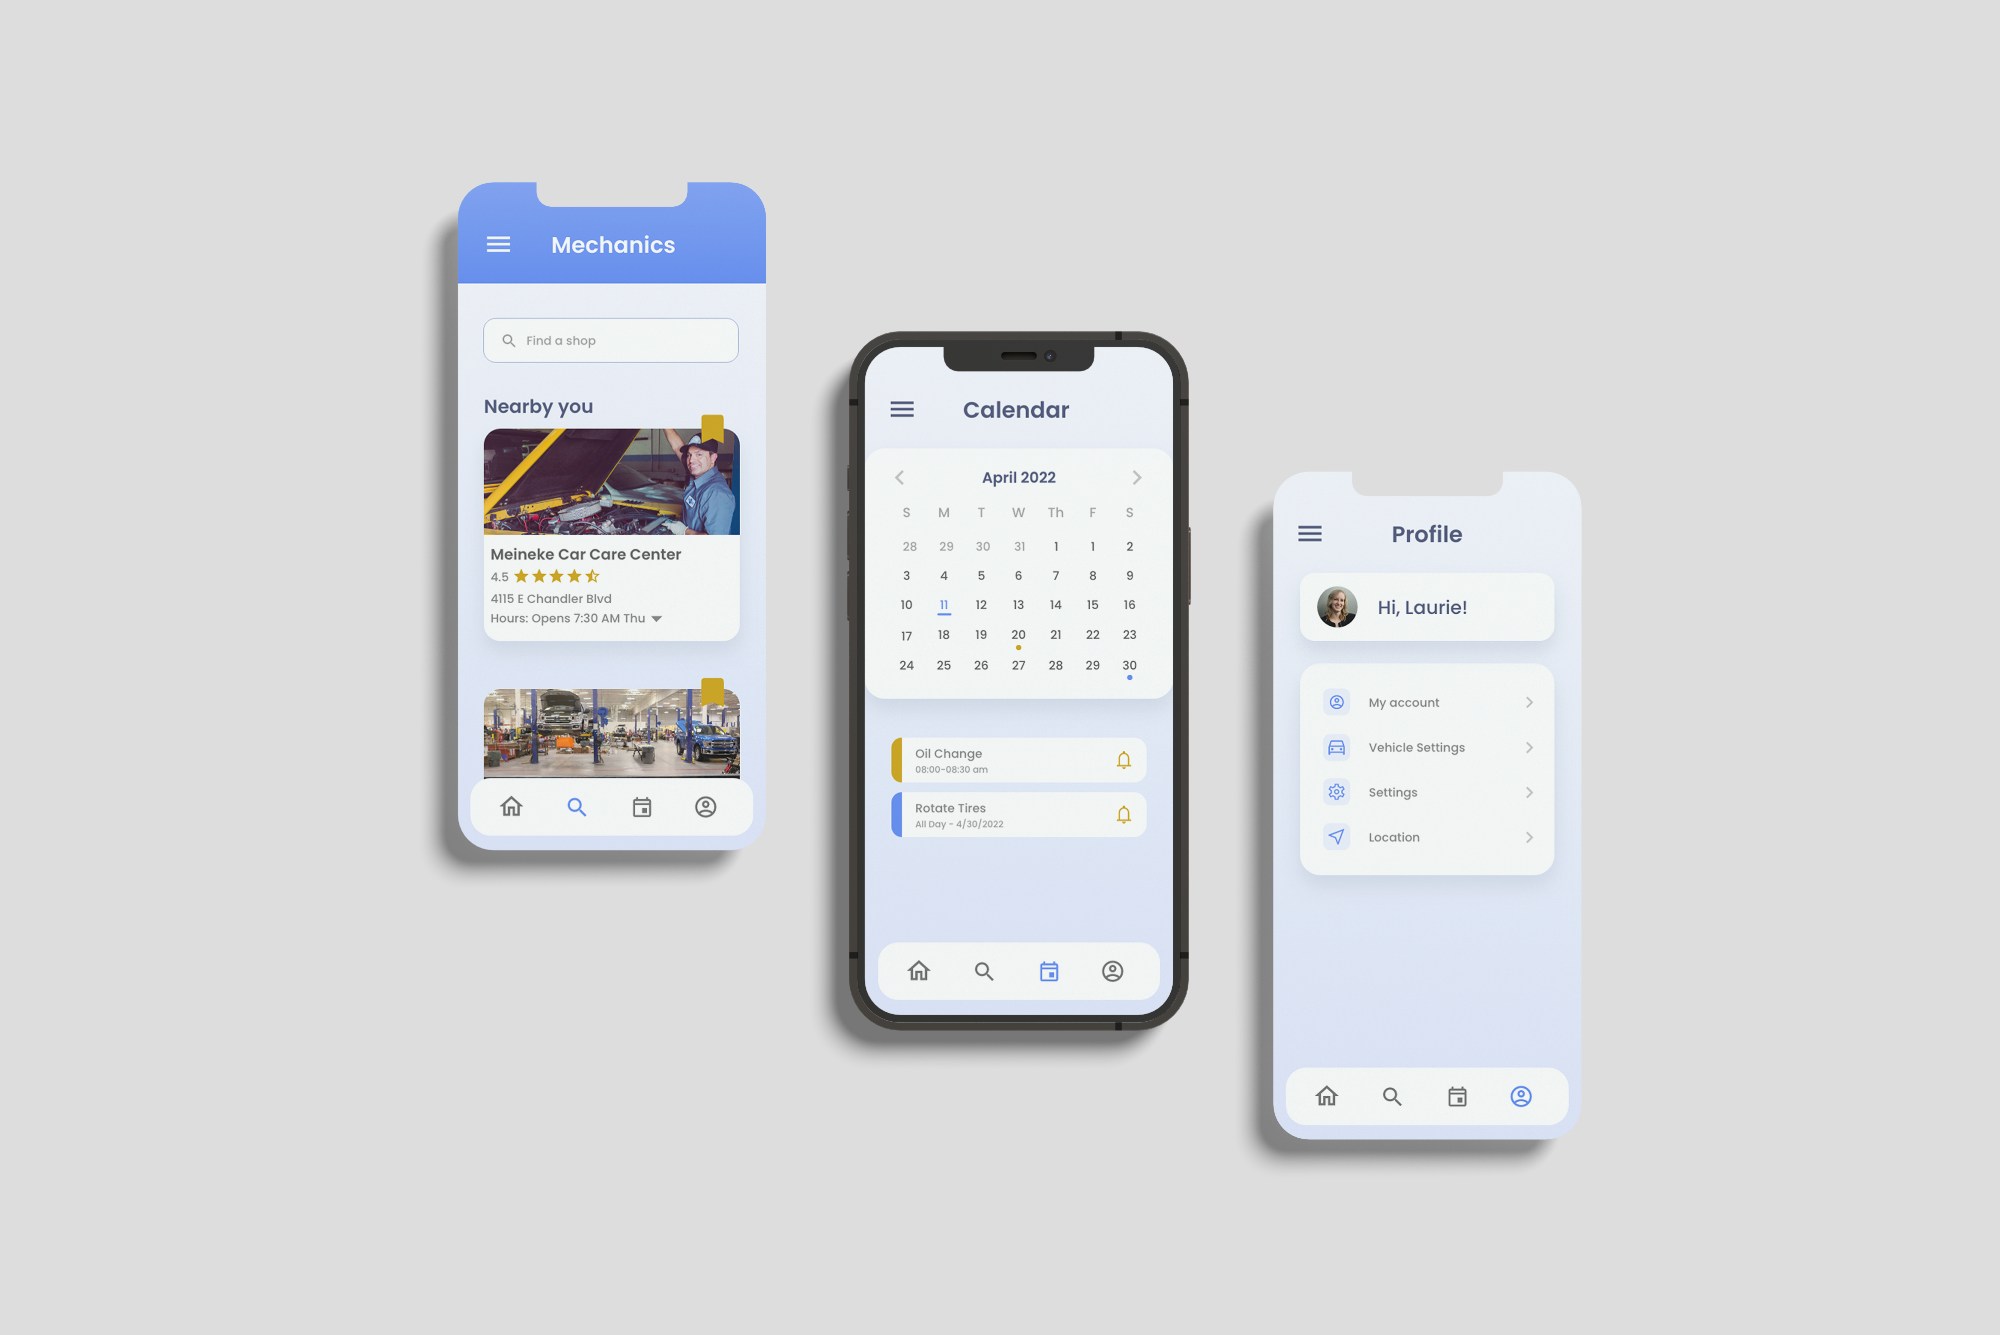 Mechanics
Find a shop
Nearby you
Meineke Car Care Center
4.5
4115 E Chandler Blvd
Hours: Opens 7:30 AM Thu
Calendar
April 2022
S M T W Th F S
28 29 30 31 1 1 2
3 4 5 6 7 8 9
10 11 12 13 14 15 16
17 18 19 20 21 22 23
24 25 26 27 28 29 30
Oil Change
08:00-08:30 am
Rotate Tires
All Day - 4/30/2022
Profile
Hi, Laurie!
My account
Vehicle Settings
Settings
Location